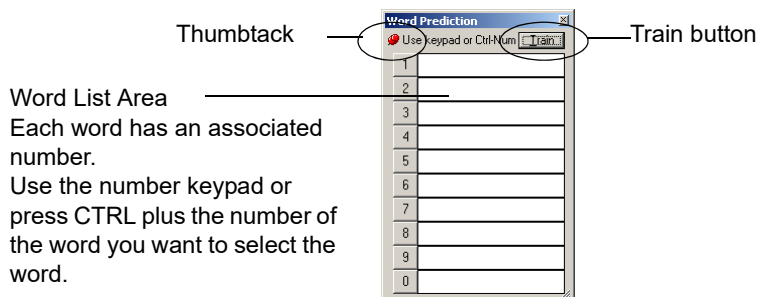 Word Prediction
Thumbtack
Use keypad or Ctrl-Num Train
Train button
1
Word List Area
Each word has an associated
number.
Use the number keypad or
press CTRL plus the number of
the word you want to select the
word.
2
3
4
5
6
7
8
9
0